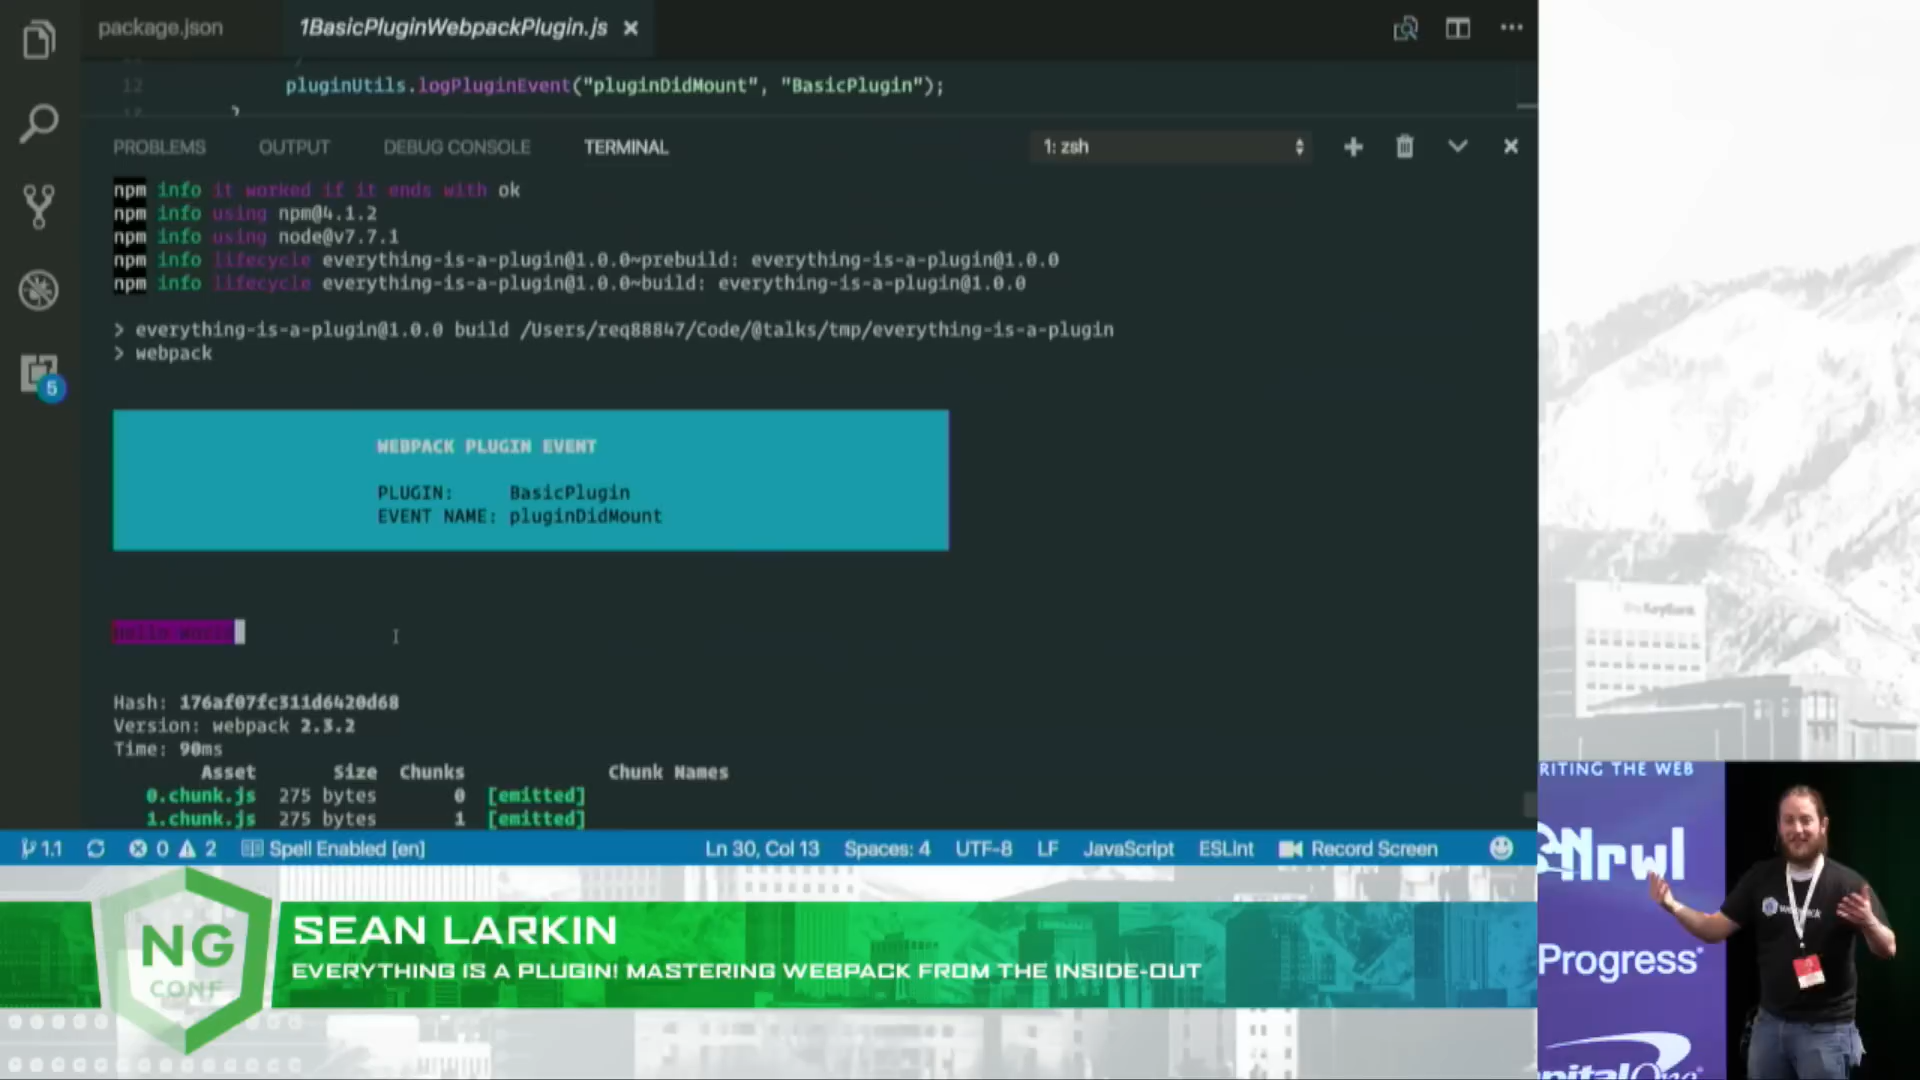 package.json
1BasicPluginWebpackPlugin.js
12 pluginUtils.logPluginEvent("pluginDidMount", "BasicPlugin");
PROBLEMS OUTPUT DEBUG CONSOLE TERMINAL 1: zsh
npm info it worked if it ends with ok
npm info using npm@4.1.2
npm info using node@v7.7.1
npm info lifecycle everything-is-a-plugin@1.0.0~prebuild: everything-is-a-plugin@1.0.0
npm info lifecycle everything-is-a-plugin@1.0.0~build: everything-is-a-plugin@1.0.0
> everything-is-a-plugin@1.0.0 build /Users/req88847/Code/@talks/tmp/everything-is-a-plugin
> webpack
5
WEBPACK PLUGIN EVENT
PLUGIN: BasicPlugin
EVENT NAME: pluginDidMount
Hash: 176af07fc311d6420d68
Version: webpack 2.3.2
Time: 90ms
Asset Size Chunks Chunk Names
0.chunk.js 275 bytes 0 [emitted]
1.chunk.js 275 bytes 1 [emitted]
1.1 0 2 Spell Enabled [en] Ln 30, Col 13 Spaces: 4 UTF-8 LF JavaScript ESLint Record Screen
NG
CONF
SEAN LARKIN
EVERYTHING IS A PLUGIN! MASTERING WEBPACK FROM THE INSIDE-OUT
KeyBank
RITING THE WEB
Nrwl
Progress
pitalOne